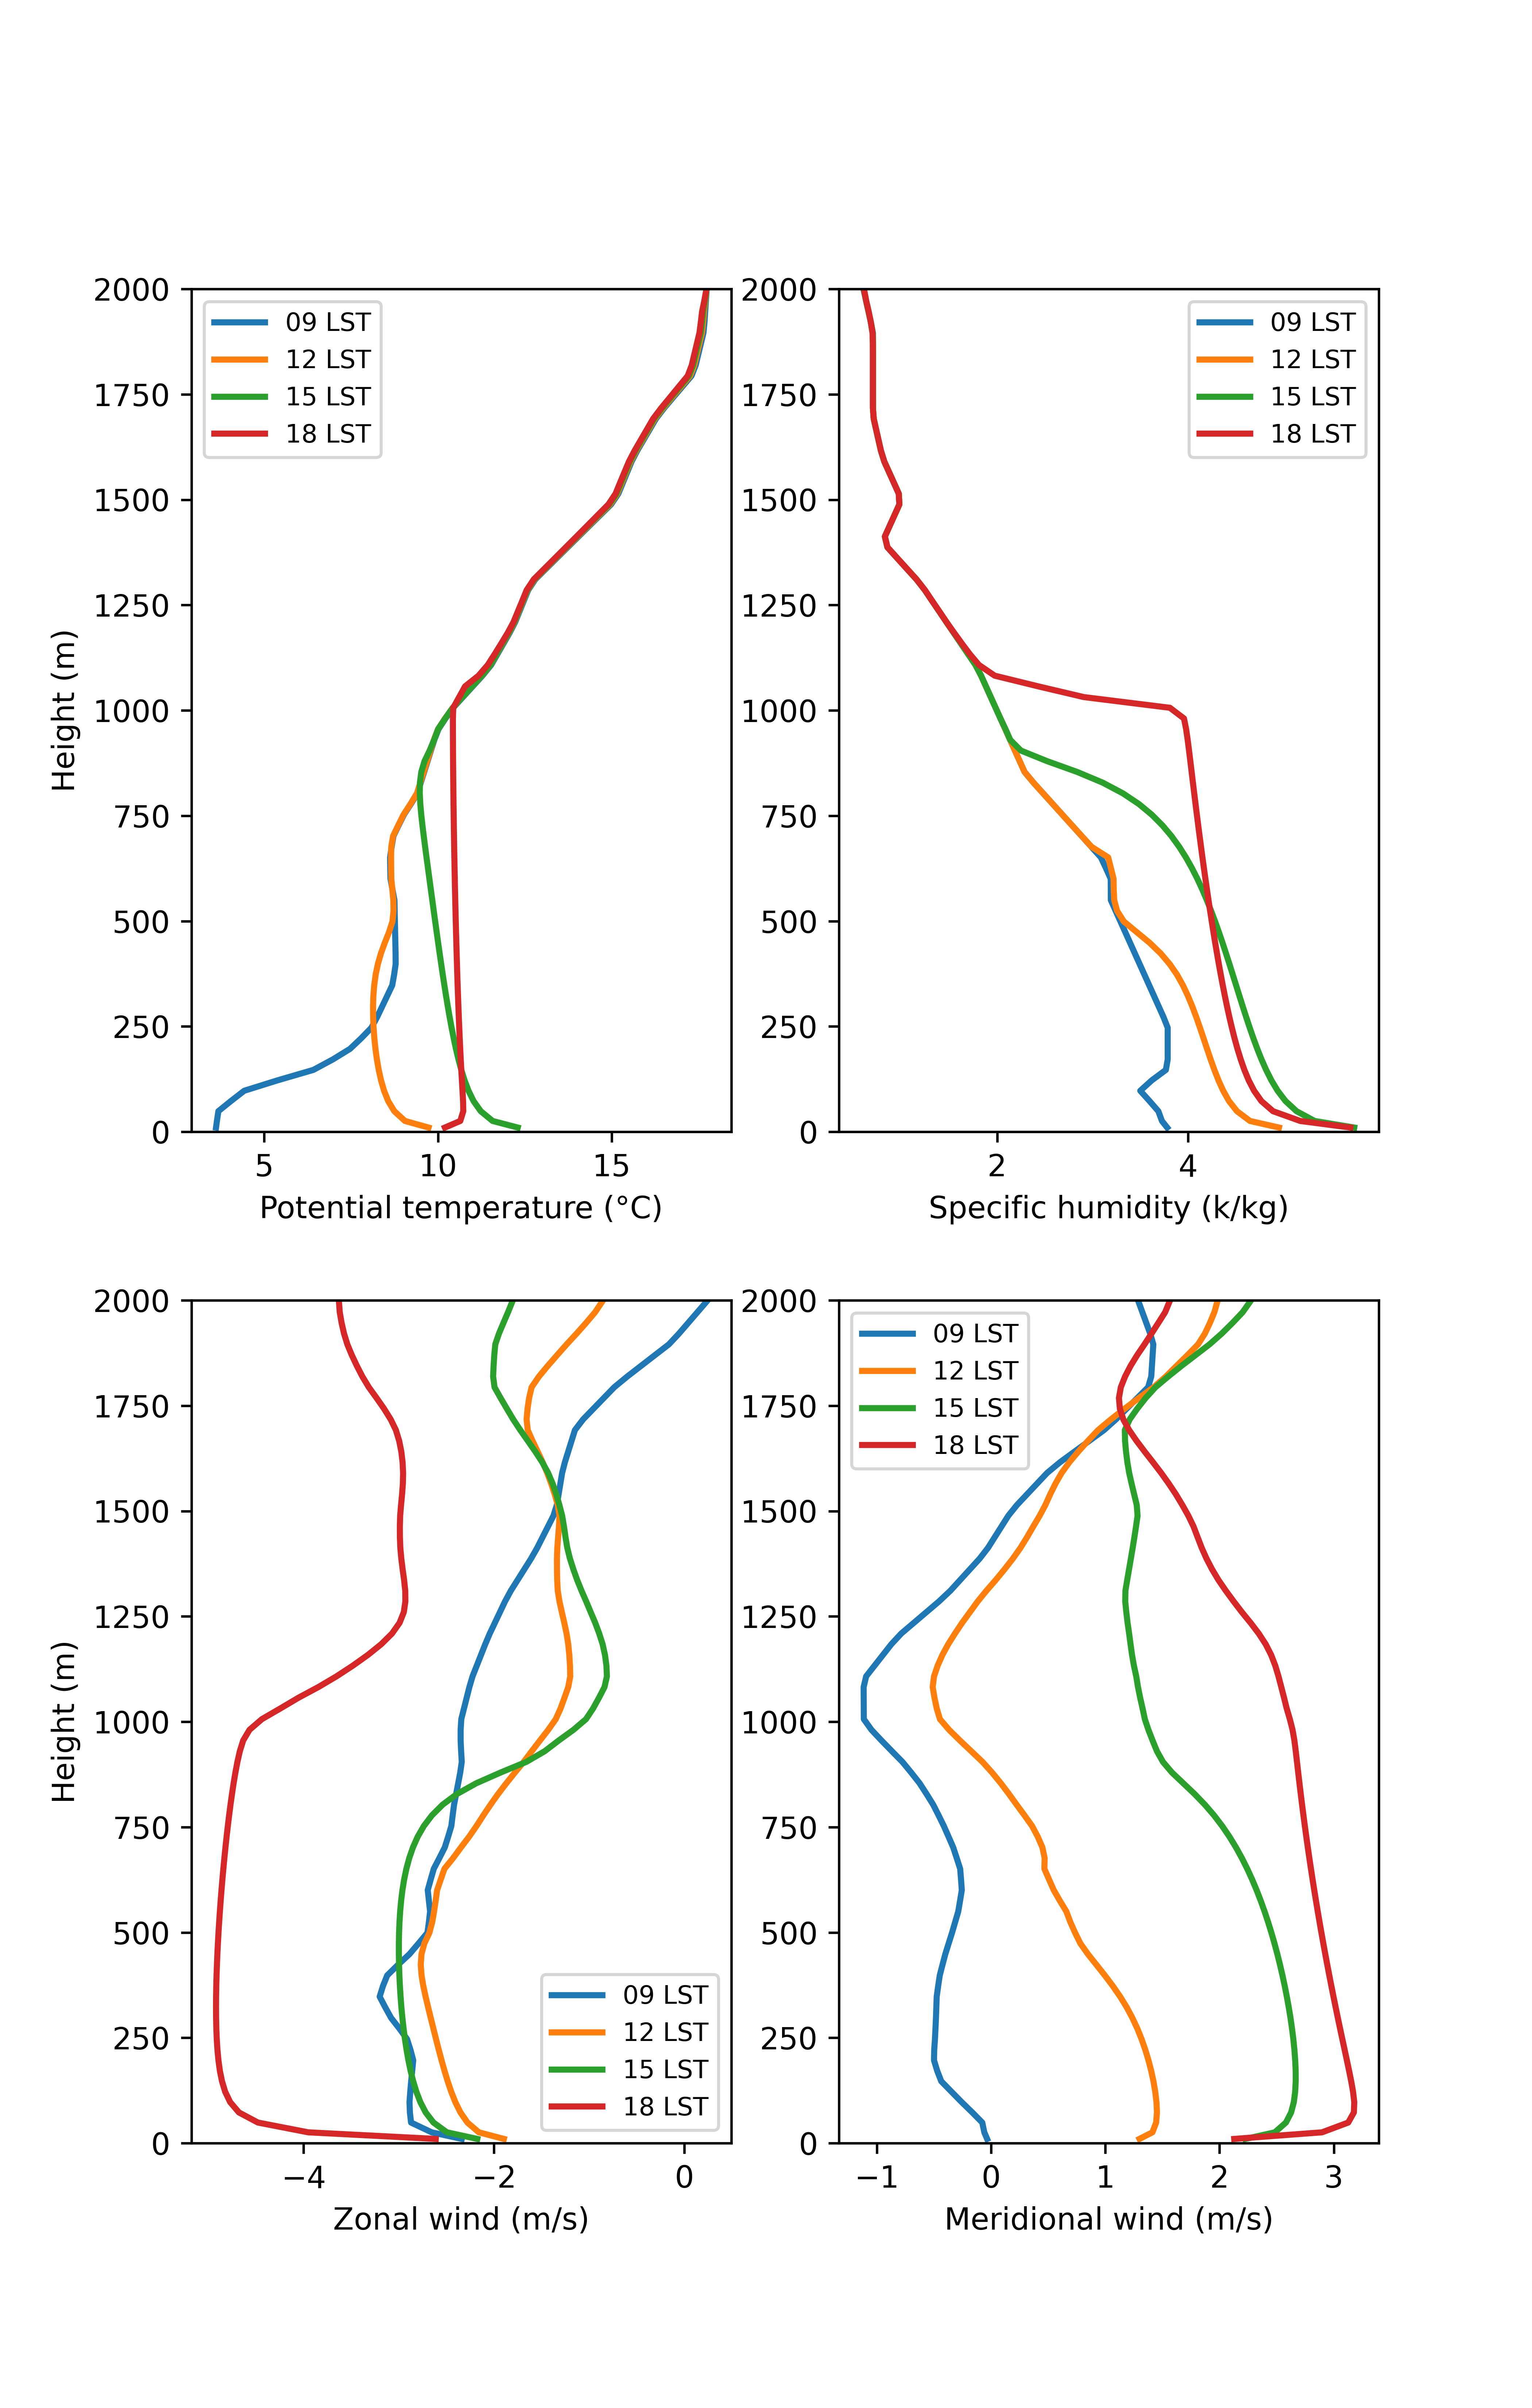 2000
1750
1500
1250
1000
750
500
250
0
Height (m)
09 LST
12 LST
15 LST
18 LST
5 10 15
Potential temperature (°C)
2000
1750
1500
1250
1000
750
500
250
0
09 LST
12 LST
15 LST
18 LST
2 4
Specific humidity (k/kg)
2000
1750
1500
1250
1000
750
500
250
0
Height (m)
09 LST
12 LST
15 LST
18 LST
−4 −2 0
Zonal wind (m/s)
2000
1750
1500
1250
1000
750
500
250
0
09 LST
12 LST
15 LST
18 LST
−1 0 1 2 3
Meridional wind (m/s)